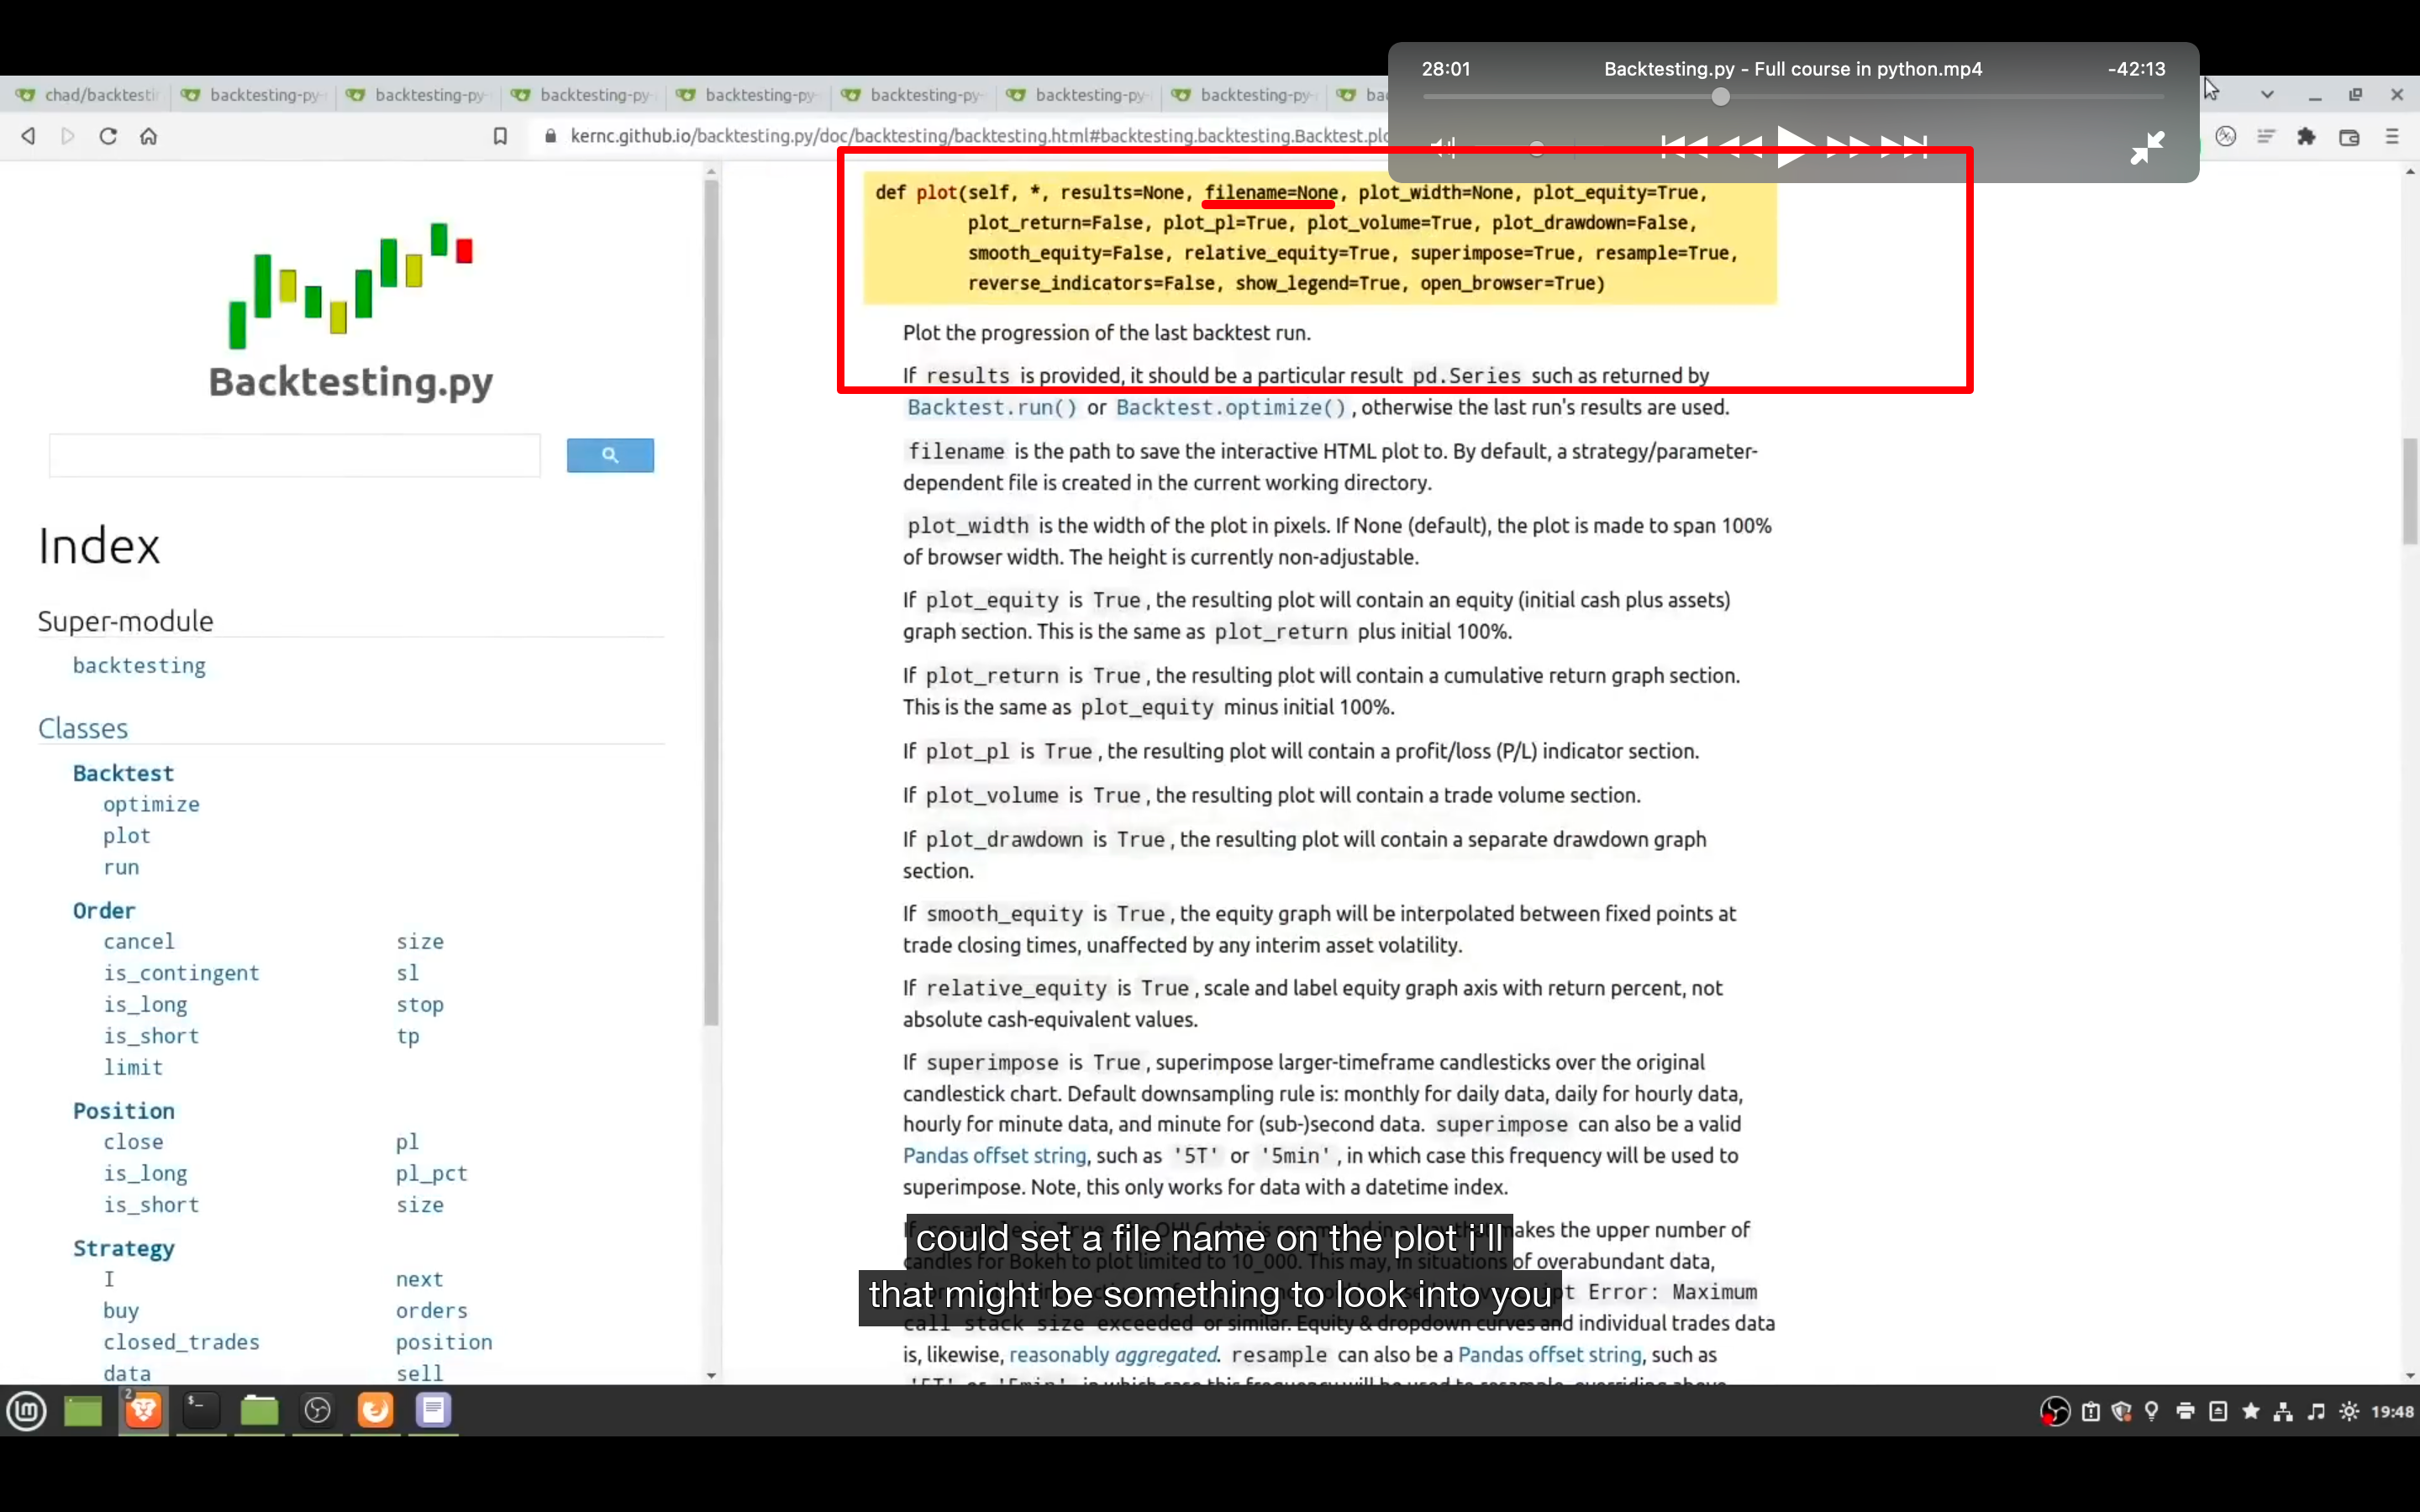 28:01 Backtesting.py - Full course in python.mp4 -42:13
chad/backtesti backtesting-py- backtesting-py- backtesting-py- backtesting-py- backtesting-py- backtesting-py- backtesting-py- ba
kernc.github.io/backtesting.py/doc/backtesting/backtesting.html#backtesting.backtesting.Backtest.plo
Backtesting.py
Index
Super-module
backtesting
Classes
Backtest
optimize
plot
run
Order
cancel size
is_contingent sl
is_long stop
is_short tp
limit
Position
close pl
is_long pl_pct
is_short size
Strategy
I next
buy orders
closed_trades position
data sell
def plot(self, *, results=None, filename=None, plot_width=None, plot_equity=True,
plot_return=False, plot_pl=True, plot_volume=True, plot_drawdown=False,
smooth_equity=False, relative_equity=True, superimpose=True, resample=True,
reverse_indicators=False, show_legend=True, open_browser=True)
Plot the progression of the last backtest run.
If results is provided, it should be a particular result pd.Series such as returned by
Backtest.run() or Backtest.optimize(), otherwise the last run's results are used.
filename is the path to save the interactive HTML plot to. By default, a strategy/parameter-
dependent file is created in the current working directory.
plot_width is the width of the plot in pixels. If None (default), the plot is made to span 100%
of browser width. The height is currently non-adjustable.
If plot_equity is True, the resulting plot will contain an equity (initial cash plus assets)
graph section. This is the same as plot_return plus initial 100%.
If plot_return is True, the resulting plot will contain a cumulative return graph section.
This is the same as plot_equity minus initial 100%.
If plot_pl is True, the resulting plot will contain a profit/loss (P/L) indicator section.
If plot_volume is True, the resulting plot will contain a trade volume section.
If plot_drawdown is True, the resulting plot will contain a separate drawdown graph
section.
If smooth_equity is True, the equity graph will be interpolated between fixed points at
trade closing times, unaffected by any interim asset volatility.
If relative_equity is True, scale and label equity graph axis with return percent, not
absolute cash-equivalent values.
If superimpose is True, superimpose larger-timeframe candlesticks over the original
candlestick chart. Default downsampling rule is: monthly for daily data, daily for hourly data,
hourly for minute data, and minute for (sub-)second data. superimpose can also be a valid
Pandas offset string, such as '5T' or '5min', in which case this frequency will be used to
superimpose. Note, this only works for data with a datetime index.
makes the upper number of
candles for Bokeh to plot limited to 10_000. This may, in situations of overabundant data,
Error: Maximum
call stack size exceeded or similar. Equity & dropdown curves and individual trades data
is, likewise, reasonably aggregated. resample can also be a Pandas offset string, such as
'5T' or '5min', in which case this frequency will be used to resample, overriding above
could set a file name on the plot i'll
that might be something to look into you
2
19:48